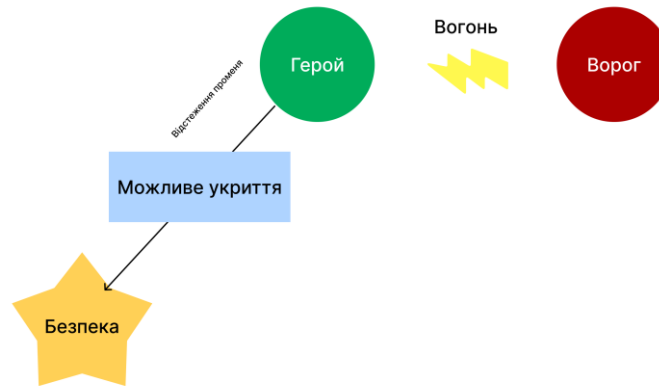 Вогонь
Герой
Ворог
Відстеження променя
Можливе укриття
Безпека